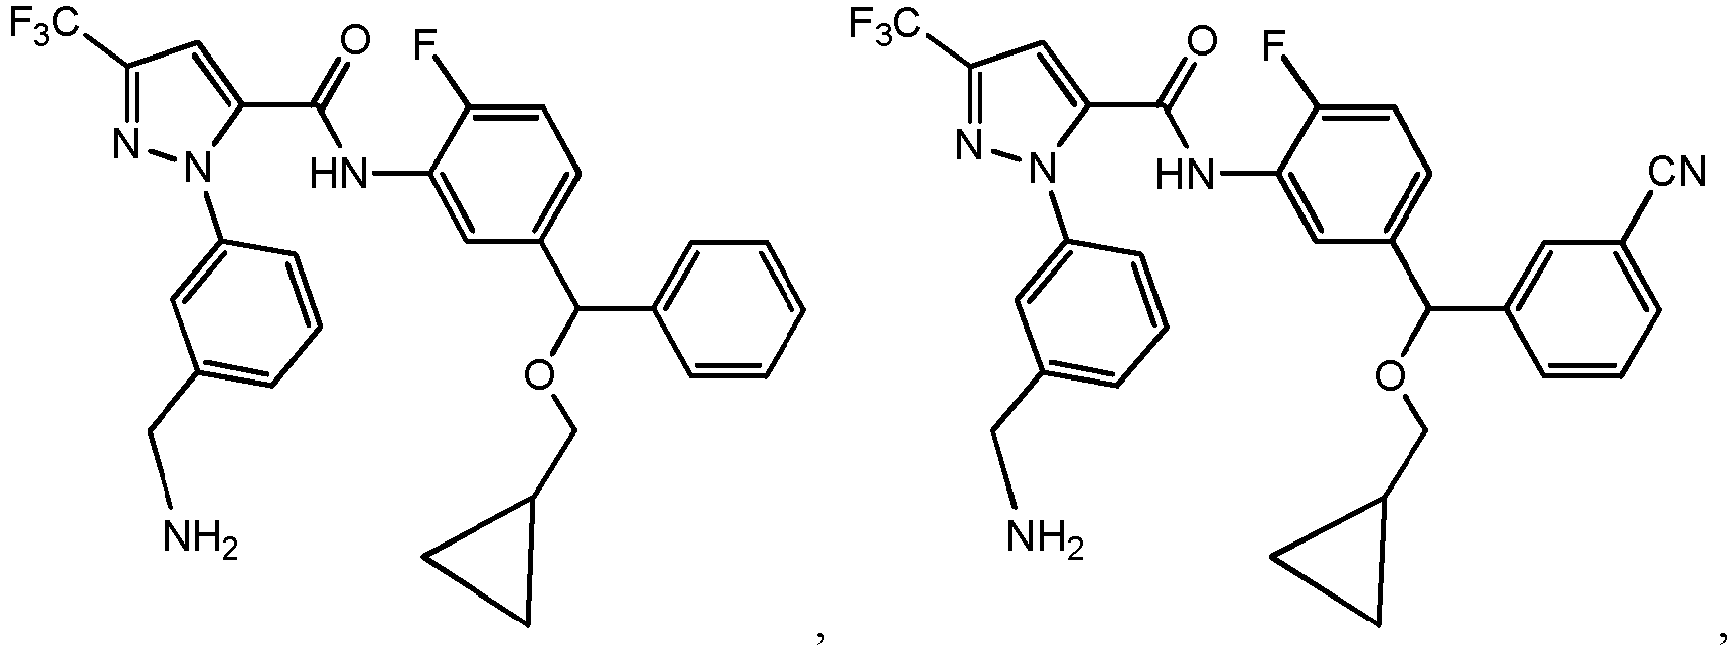 F3C O F F3C O F
N N HN N N HN CN
O O
NH2 NH2
, ,